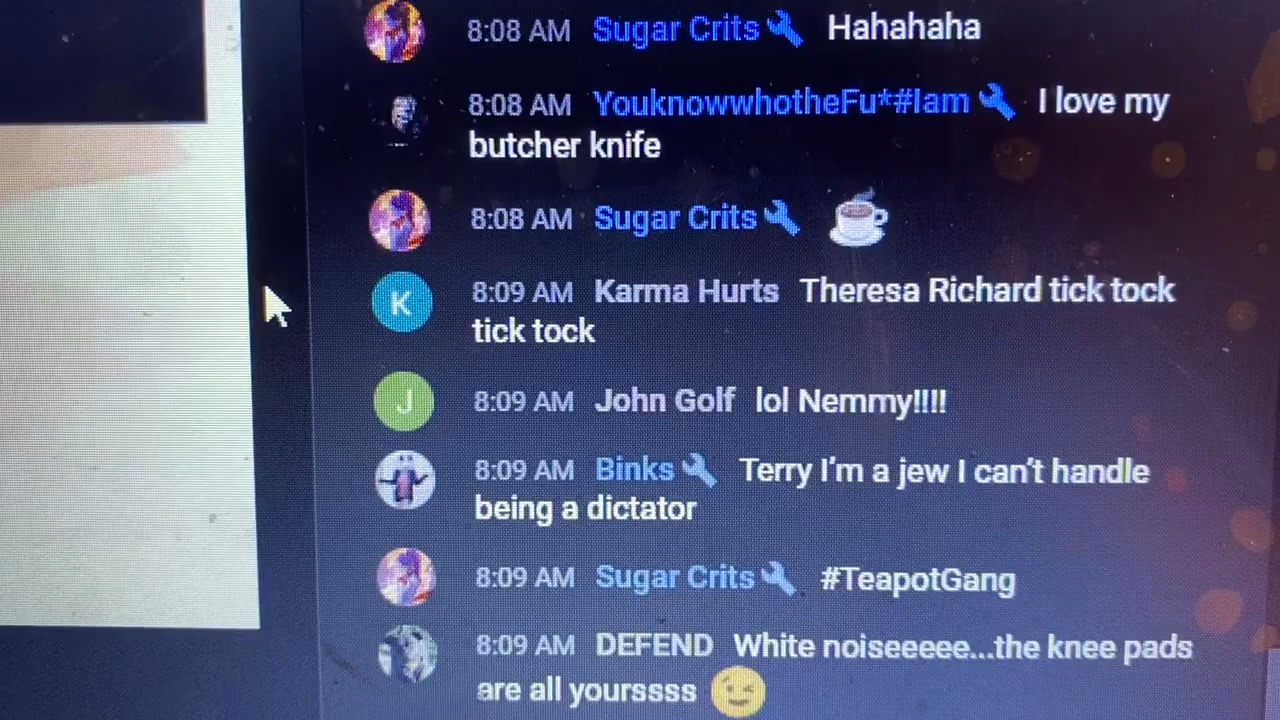 8:08 AM Sugar Crits Hahahaha
8:08 AM YouknowwhotheFu*#Iam I love my
butcher knife
8:08 AM Sugar Crits
K 8:09 AM Karma Hurts Theresa Richard tick tock
tick tock
J 8:09 AM John Golf lol Nemmy!!!!
8:09 AM Binks Terry I'm a jew I can't handle
being a dictator
8:09 AM Sugar Crits #TeapotGang
8:09 AM DEFEND White noiseeeee...the knee pads
are all yourssss 😉